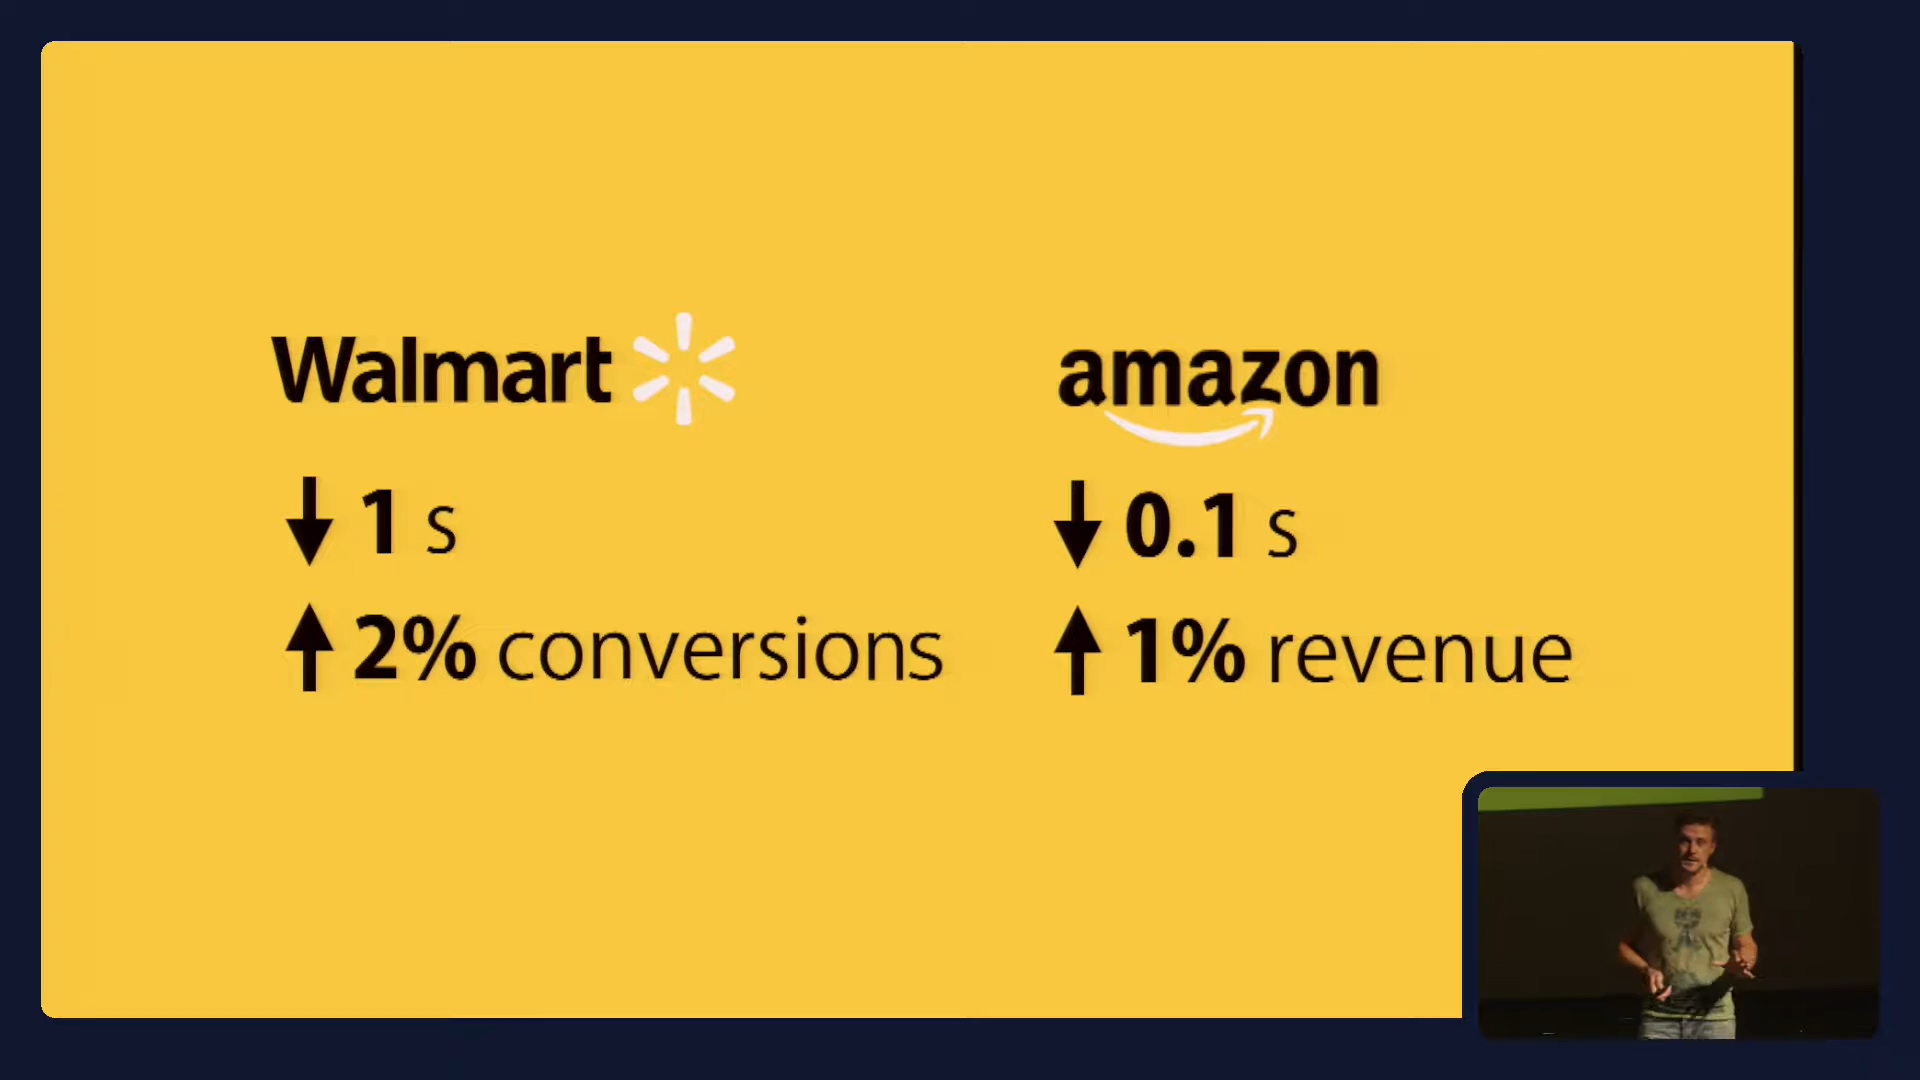 Walmart
↓ 1 s
↑ 2% conversions
amazon
↓ 0.1 s
↑ 1% revenue